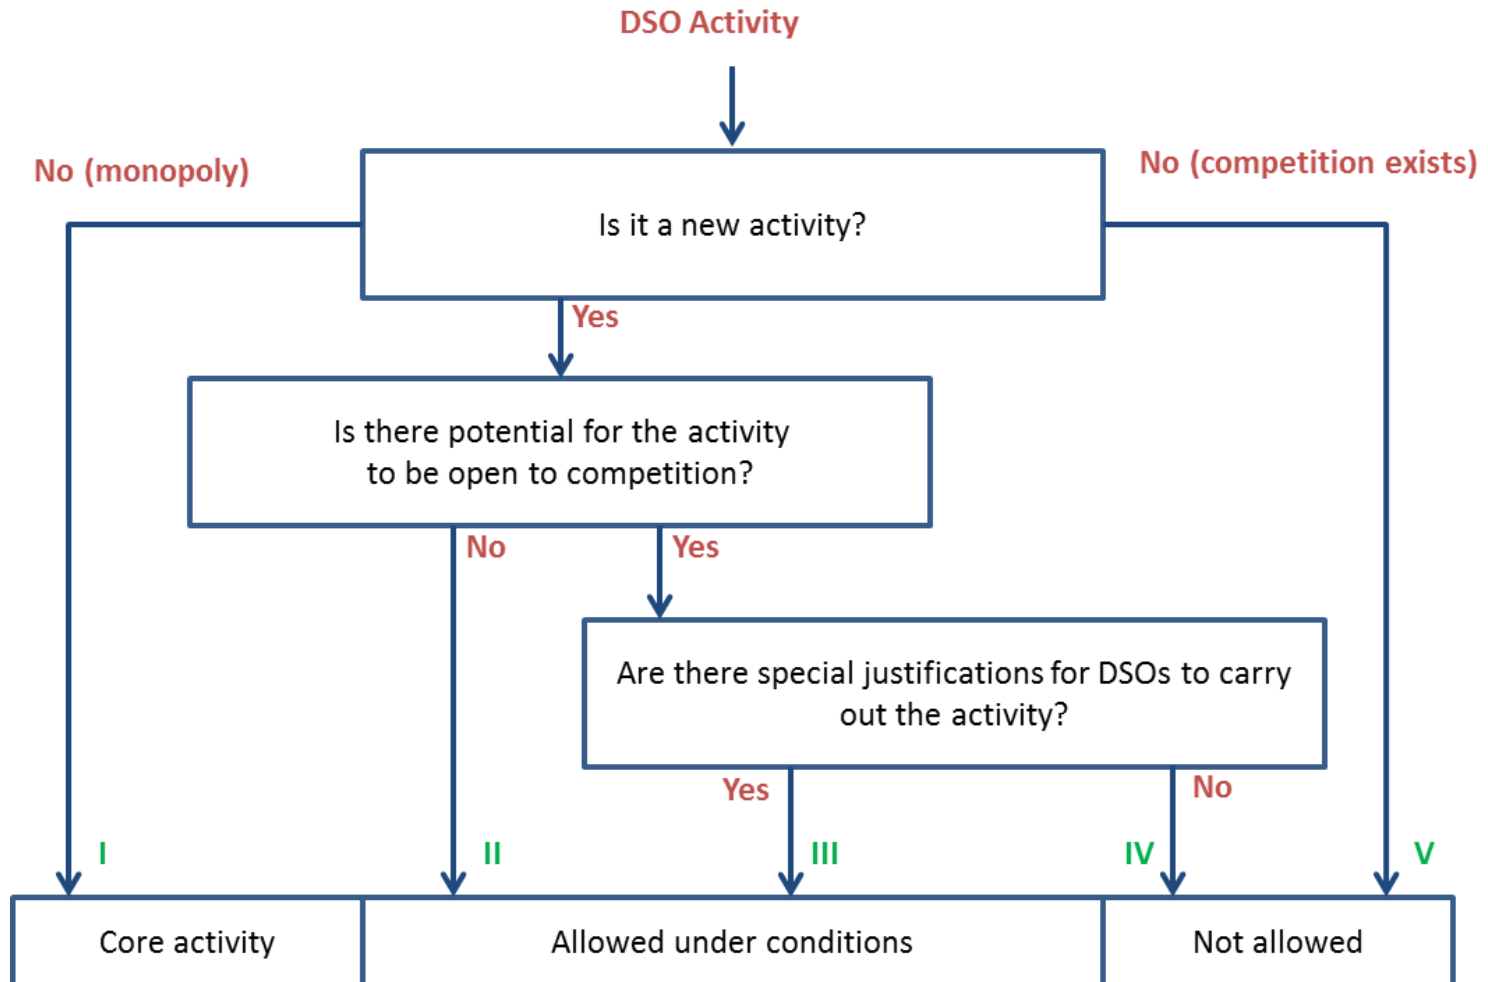 DSO Activity
No (monopoly)
No (competition exists)
Is it a new activity?
Yes
Is there potential for the activity
to be open to competition?
No
Yes
Are there special justifications for DSOs to carry
out the activity?
Yes
No
I
II
III
IV
V
Core activity
Allowed under conditions
Not allowed